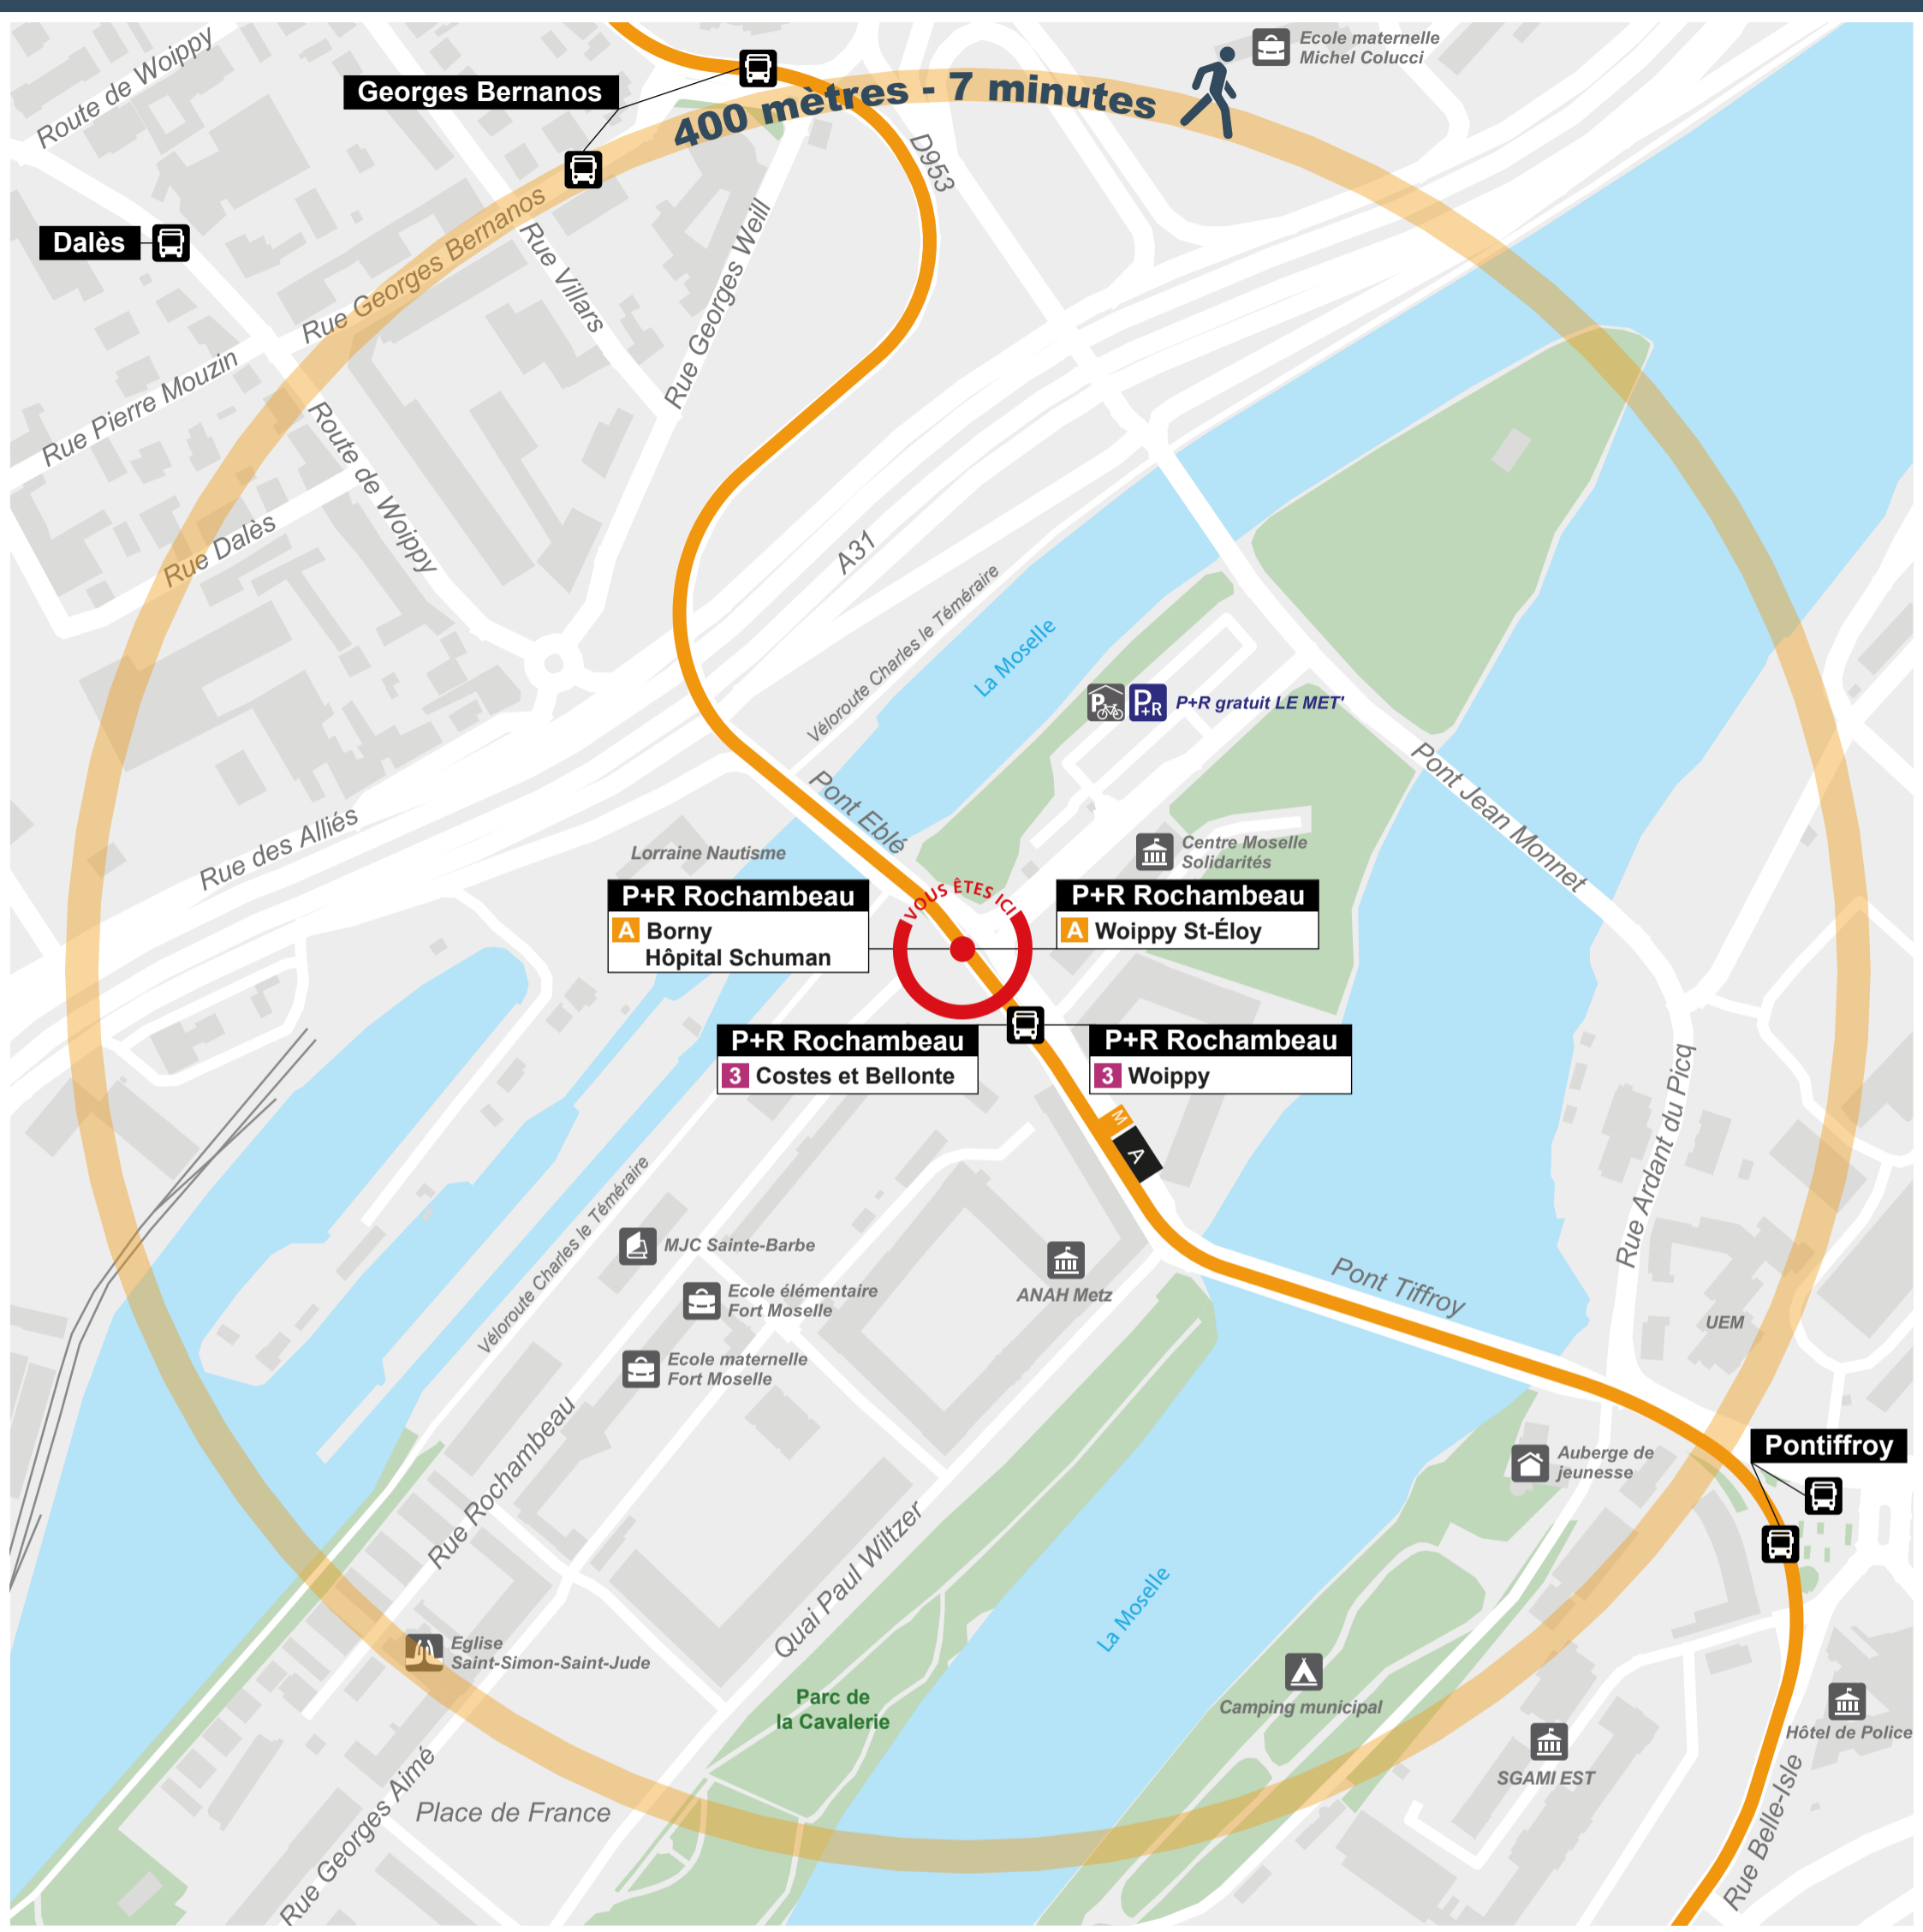 Route de Woippy
Georges Bernanos
400 mètres - 7 minutes
Ecole maternelle
Michel Colucci
D953
Dalès
Rue Georges Bernanos
Rue Villars
Rue Georges Weill
Rue Pierre Mouzin
Route de Woippy
Rue Dalès
A31
Véloroute Charles le Téméraire
La Moselle
P
P+R
P+R gratuit LE MET'
Pont Jean Monnet
Pont Eblé
Rue des Alliés
Lorraine Nautisme
Centre Moselle
Solidarités
VOUS ÊTES ICI
P+R Rochambeau
A Borny
Hôpital Schuman
P+R Rochambeau
A Woippy St-Éloy
P+R Rochambeau
3 Costes et Bellonte
P+R Rochambeau
3 Woippy
M
A
Rue Ardant du Picq
Véloroute Charles le Téméraire
MJC Sainte-Barbe
Ecole élémentaire
Fort Moselle
ANAH Metz
Pont Tiffroy
UEM
Ecole maternelle
Fort Moselle
Rue Rochambeau
Pontiffroy
Auberge de
jeunesse
Quai Paul Wiltzer
La Moselle
Eglise
Saint-Simon-Saint-Jude
Parc de
la Cavalerie
Camping municipal
Hôtel de Police
SGAMI EST
Place de France
Rue Georges Aimé
Rue Belle-Isle